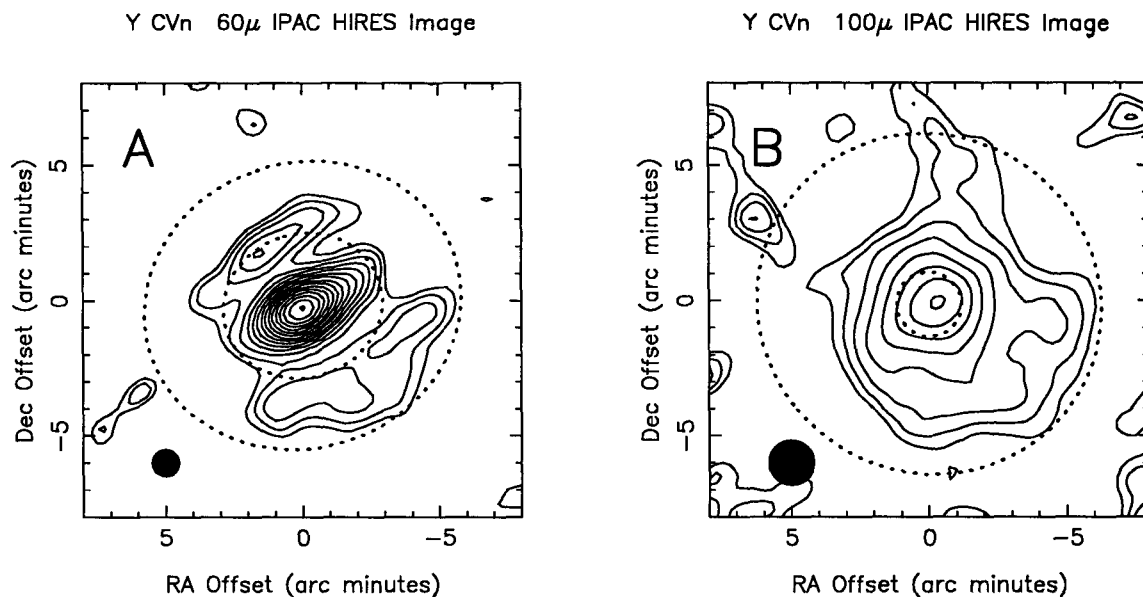 Y CVn 60μ IPAC HIRES Image
A
Dec Offset (arc minutes)
5
0
−5
5
0
−5
RA Offset (arc minutes)
Y CVn 100μ IPAC HIRES Image
B
Dec Offset (arc minutes)
5
0
−5
5
0
−5
RA Offset (arc minutes)